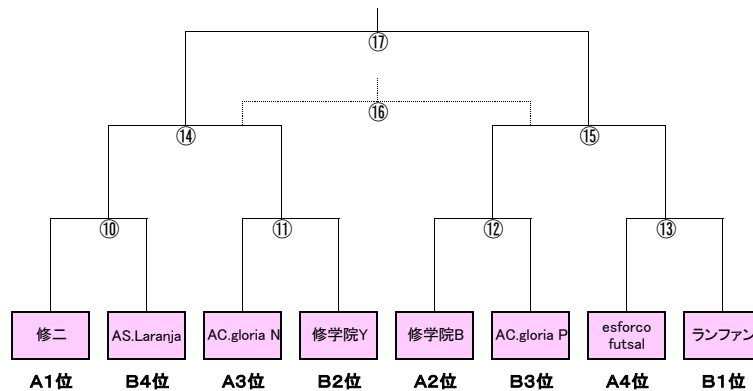 ⑰
⑯
⑭
⑮
⑩
⑪
⑫
⑬
修二
AS.Laranja
AC.gloria N
修学院Y
修学院B
AC.gloria P
esforco
futsal
ランファン
A1位
B4位
A3位
B2位
A2位
B3位
A4位
B1位